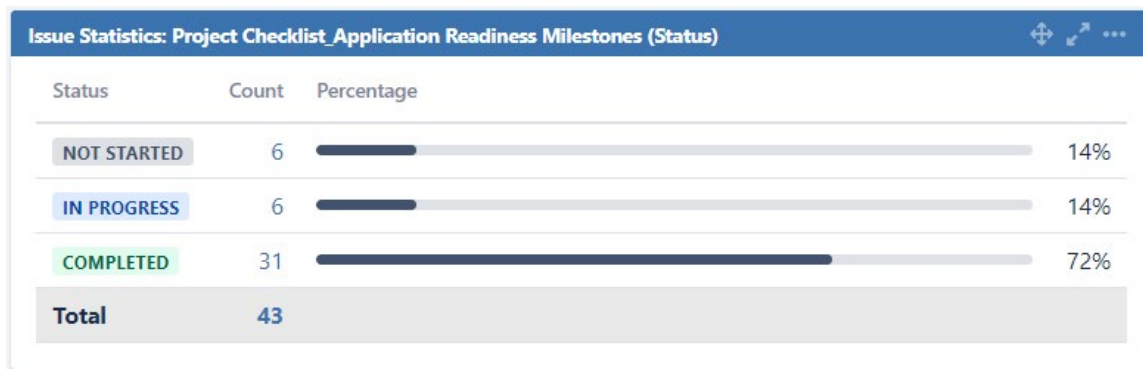 Issue Statistics: Project Checklist_Application Readiness Milestones (Status)
Status Count Percentage
NOT STARTED 6 14%
IN PROGRESS 6 14%
COMPLETED 31 72%
Total 43